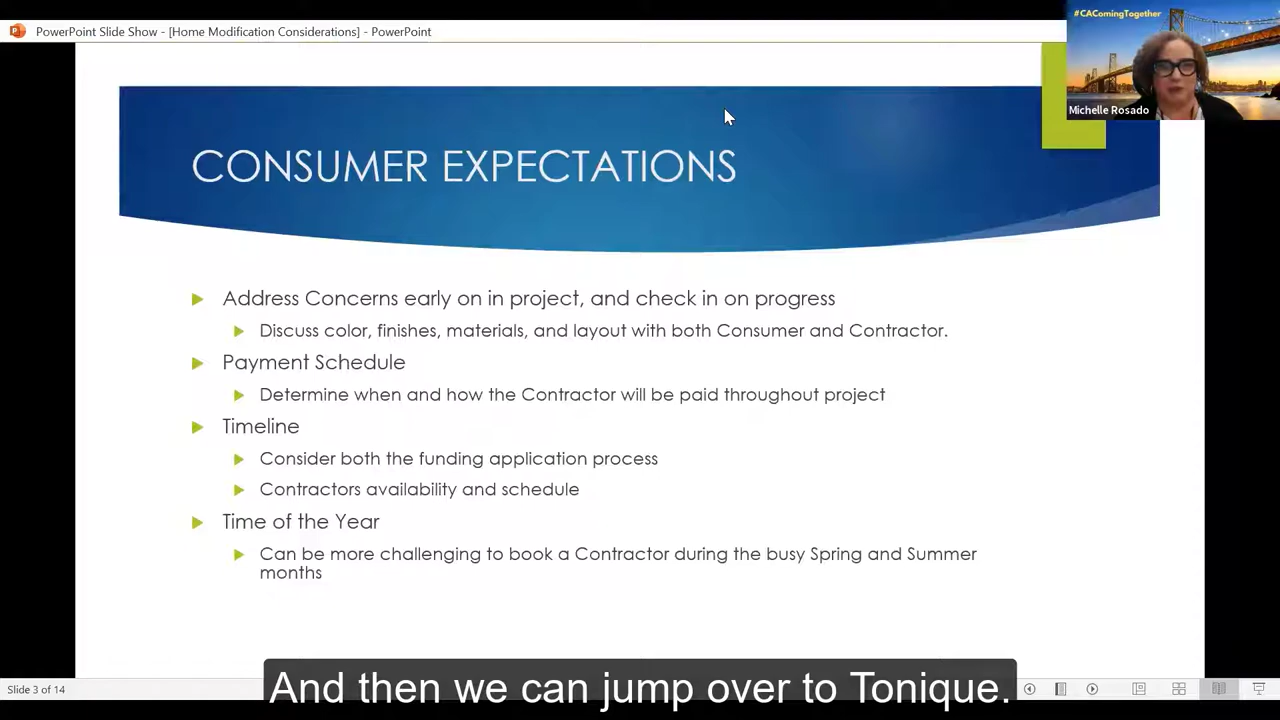 PowerPoint Slide Show - [Home Modification Considerations] - PowerPoint
#CAComingTogether
Michelle Rosado
CONSUMER EXPECTATIONS
Address Concerns early on in project, and check in on progress
Discuss color, finishes, materials, and layout with both Consumer and Contractor.
Payment Schedule
Determine when and how the Contractor will be paid throughout project
Timeline
Consider both the funding application process
Contractors availability and schedule
Time of the Year
Can be more challenging to book a Contractor during the busy Spring and Summer
months
And then we can jump over to Tonique.
Slide 3 of 14